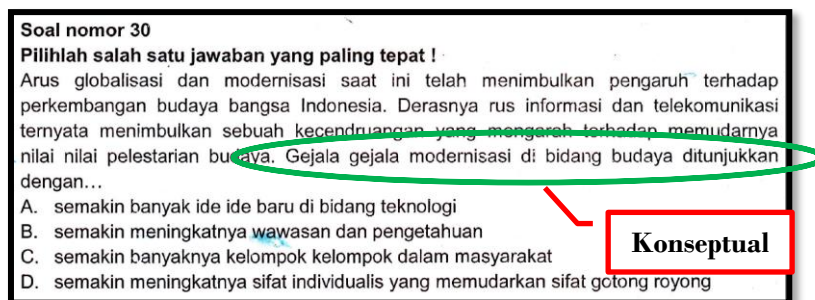 Soal nomor 30
Pilihlah salah satu jawaban yang paling tepat !
Arus globalisasi dan modernisasi saat ini telah menimbulkan pengaruh terhadap
perkembangan budaya bangsa Indonesia. Derasnya rus informasi dan telekomunikasi
ternyata menimbulkan sebuah kecendruangan yang mengarah terhadap memudarnya
nilai nilai pelestarian budaya. Gejala gejala modernisasi di bidang budaya ditunjukkan
dengan...
A. semakin banyak ide ide baru di bidang teknologi
B. semakin meningkatnya wawasan dan pengetahuan
C. semakin banyaknya kelompok kelompok dalam masyarakat
D. semakin meningkatnya sifat individualis yang memudarkan sifat gotong royong
Konseptual